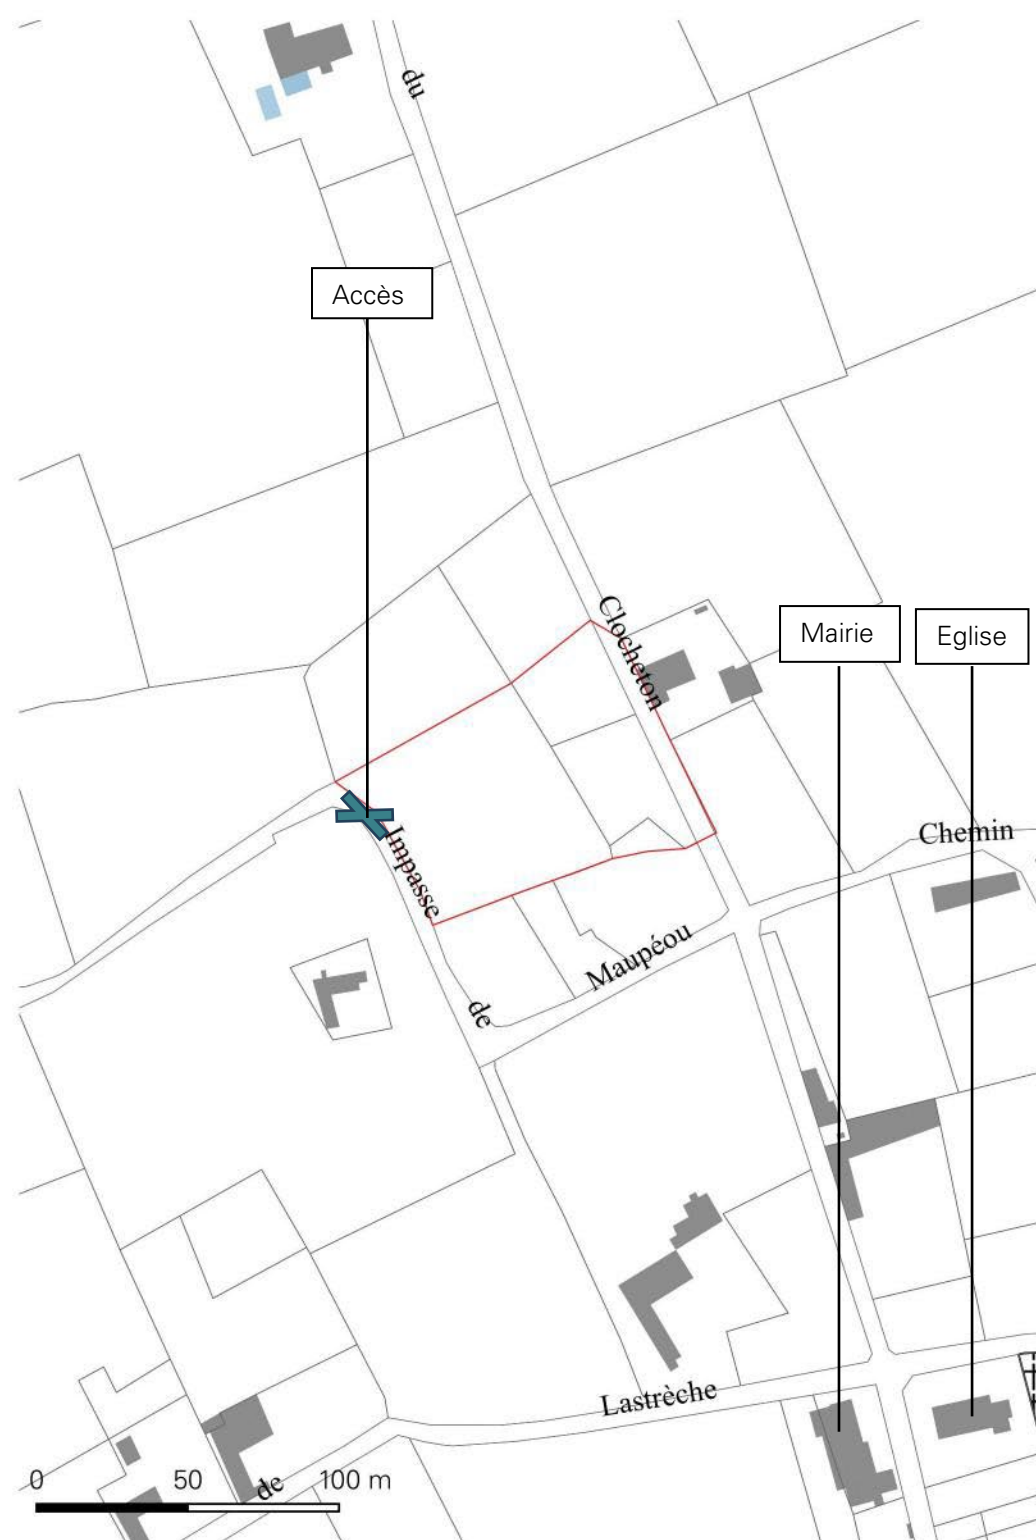 du
Accès
Clocheton
Mairie
Eglise
Chemin
Impasse
Maupéou
de
Lastrèche
de
0 50 100 m